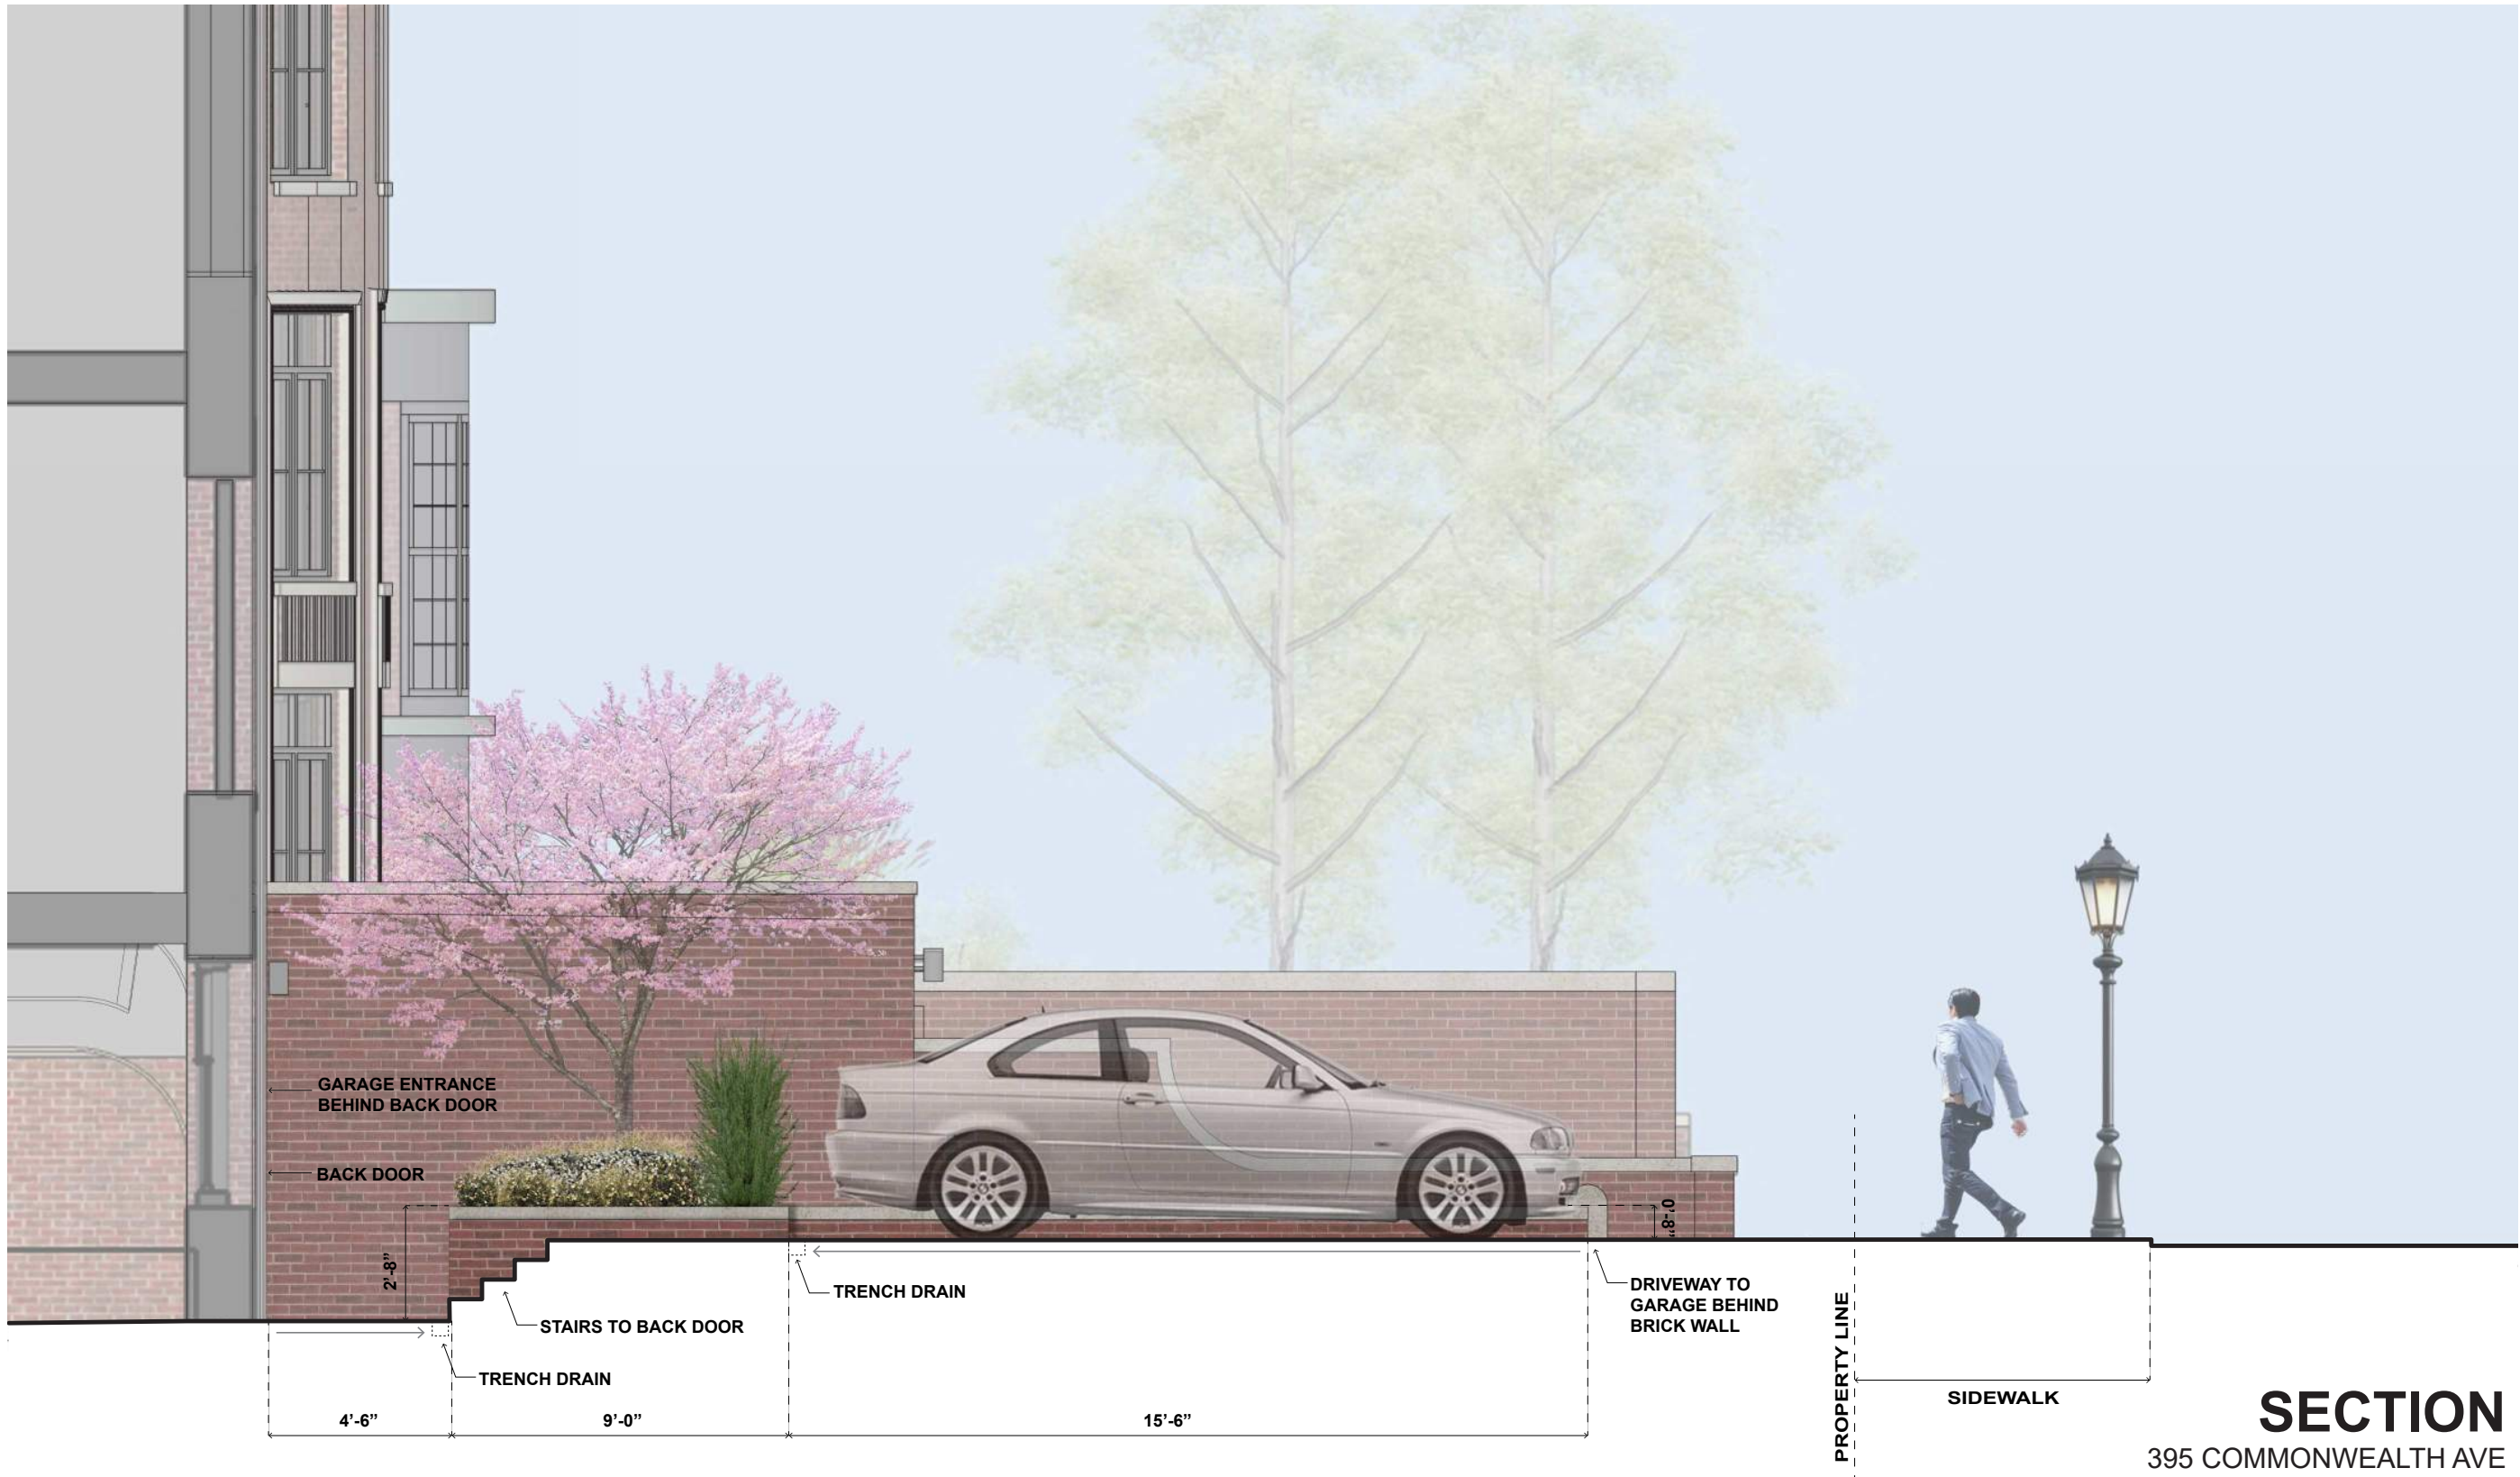 GARAGE ENTRANCE
BEHIND BACK DOOR
BACK DOOR
2'-8”
0'-8”
TRENCH DRAIN
STAIRS TO BACK DOOR
TRENCH DRAIN
DRIVEWAY TO
GARAGE BEHIND
BRICK WALL
PROPERTY LINE
SIDEWALK
4’-6”
9’-0”
15’-6”
SECTION
395 COMMONWEALTH AVE